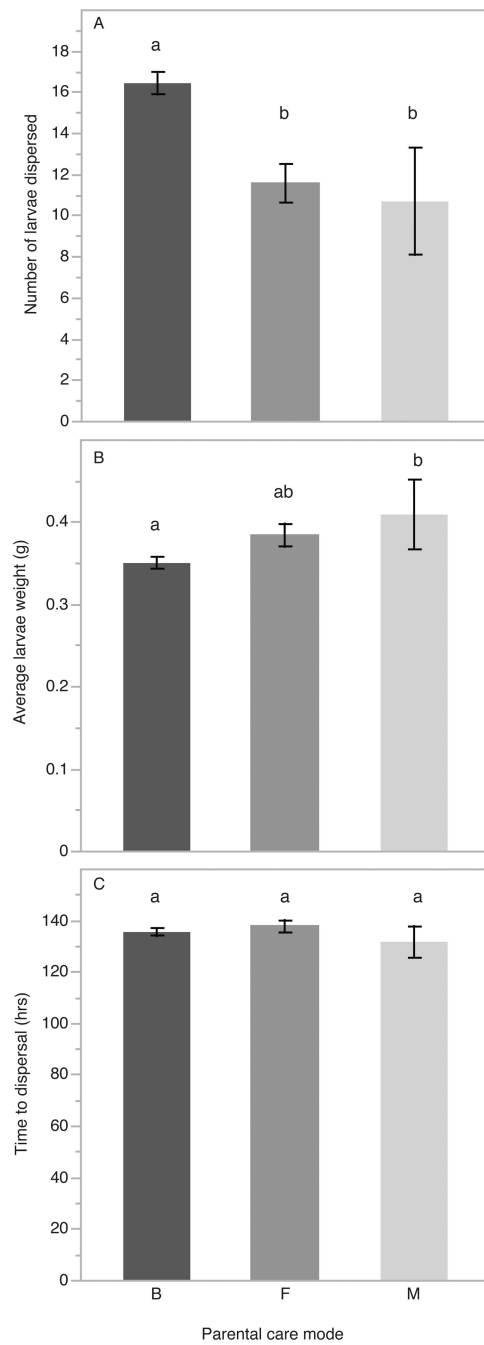 A
a
b
b
18
16
14
12
10
8
6
4
2
0
Number of larvae dispersed
B
a
ab
b
0.4
0.3
0.2
0.1
0
Average larvae weight (g)
C
a
a
a
140
120
100
80
60
40
20
0
Time to dispersal (hrs)
B F M
Parental care mode